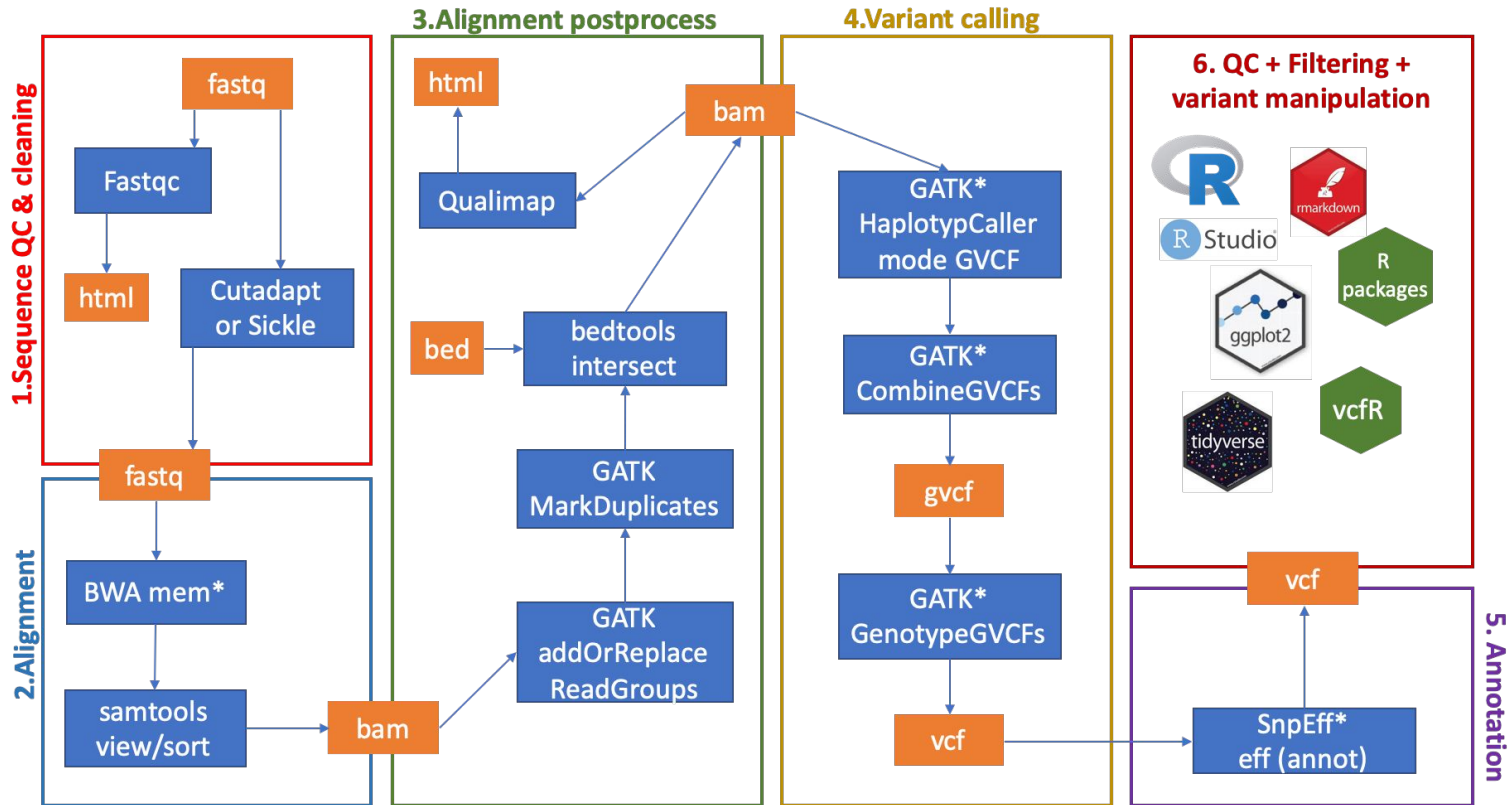 1.Sequence QC & cleaning
fastq
Fastqc
html
Cutadapt
or Sickle
fastq
2.Alignment
BWA mem*
samtools
view/sort
bam
3.Alignment postprocess
html
Qualimap
bam
bed
bedtools
intersect
GATK
MarkDuplicates
GATK
addOrReplace
ReadGroups
4.Variant calling
GATK*
HaplotypCaller
mode GVCF
GATK*
CombineGVCFs
gvcf
GATK*
GenotypeGVCFs
vcf
5. Annotation
SnpEff*
eff (annot)
vcf
6. QC + Filtering +
variant manipulation
R
rmarkdown
R Studio®
R
packages
ggplot2
vcfR
tidyverse